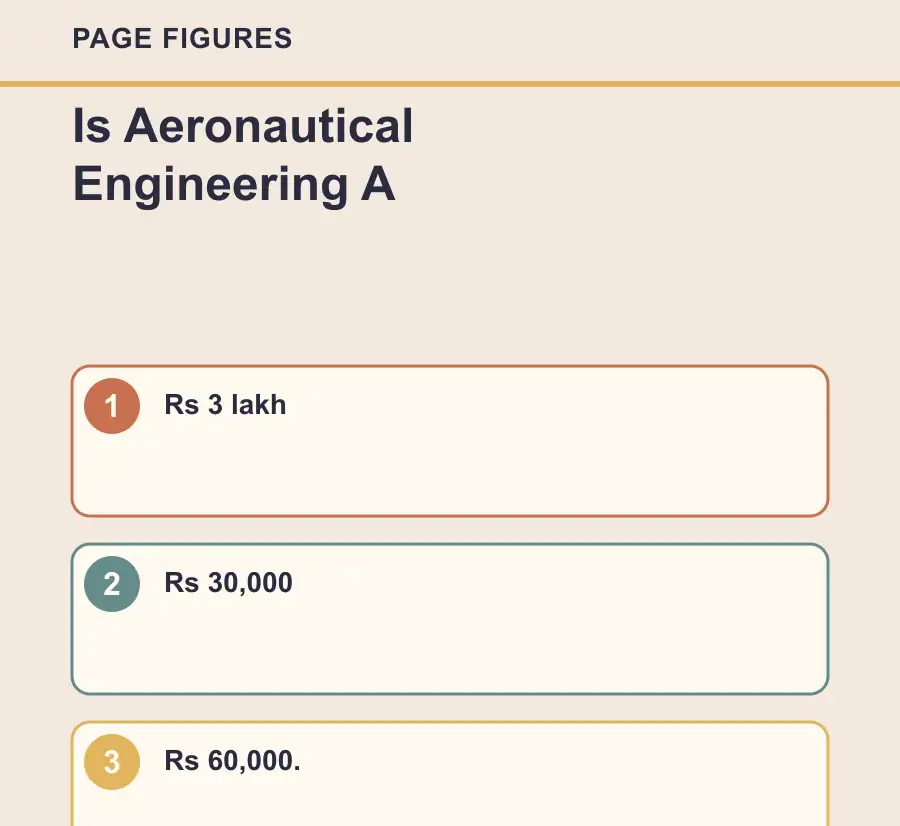 PAGE FIGURES
Is Aeronautical
Engineering A
1 Rs 3 lakh
2 Rs 30,000
3 Rs 60,000.